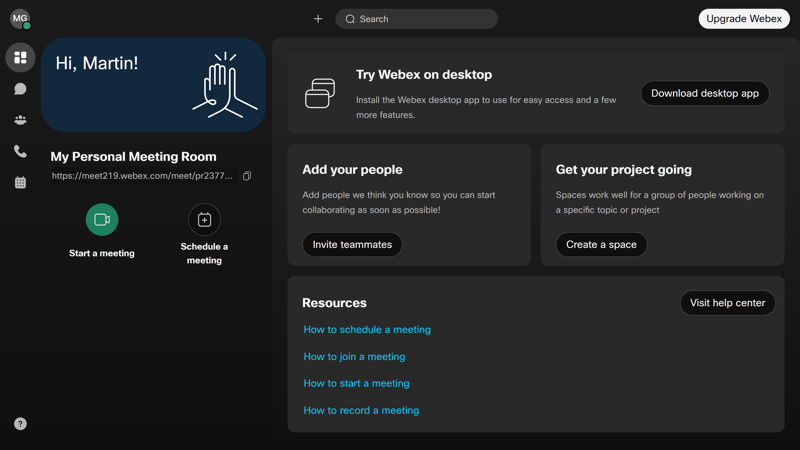 MG
Search
Upgrade Webex
Hi, Martin!
My Personal Meeting Room
https://meet219.webex.com/meet/pr2377...
Start a meeting
Schedule a
meeting
Try Webex on desktop
Install the Webex desktop app to use for easy access and a few
more features.
Download desktop app
Add your people
Add people we think you know so you can start
collaborating as soon as possible!
Invite teammates
Get your project going
Spaces work well for a group of people working on
a specific topic or project
Create a space
Resources
Visit help center
How to schedule a meeting
How to join a meeting
How to start a meeting
How to record a meeting
?